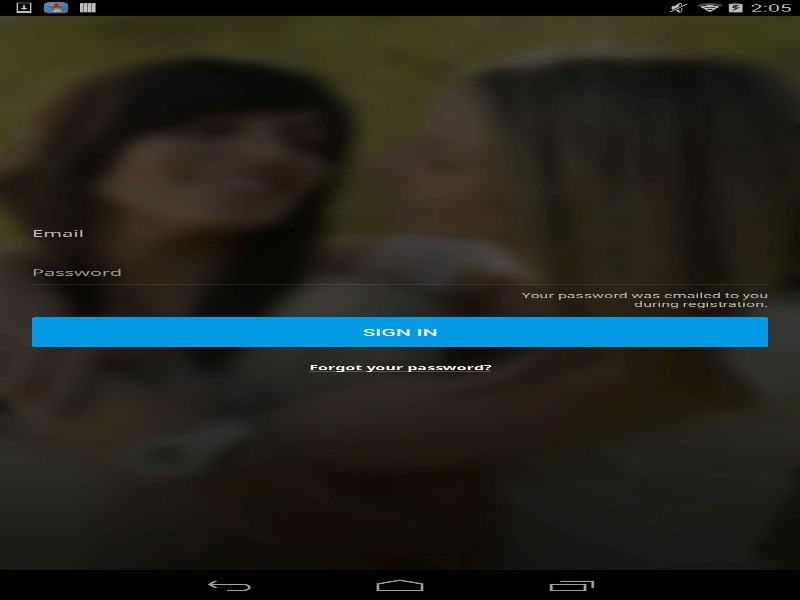 2:05
Email
Password
Your password was emailed to you
during registration.
SIGN IN
Forgot your password?